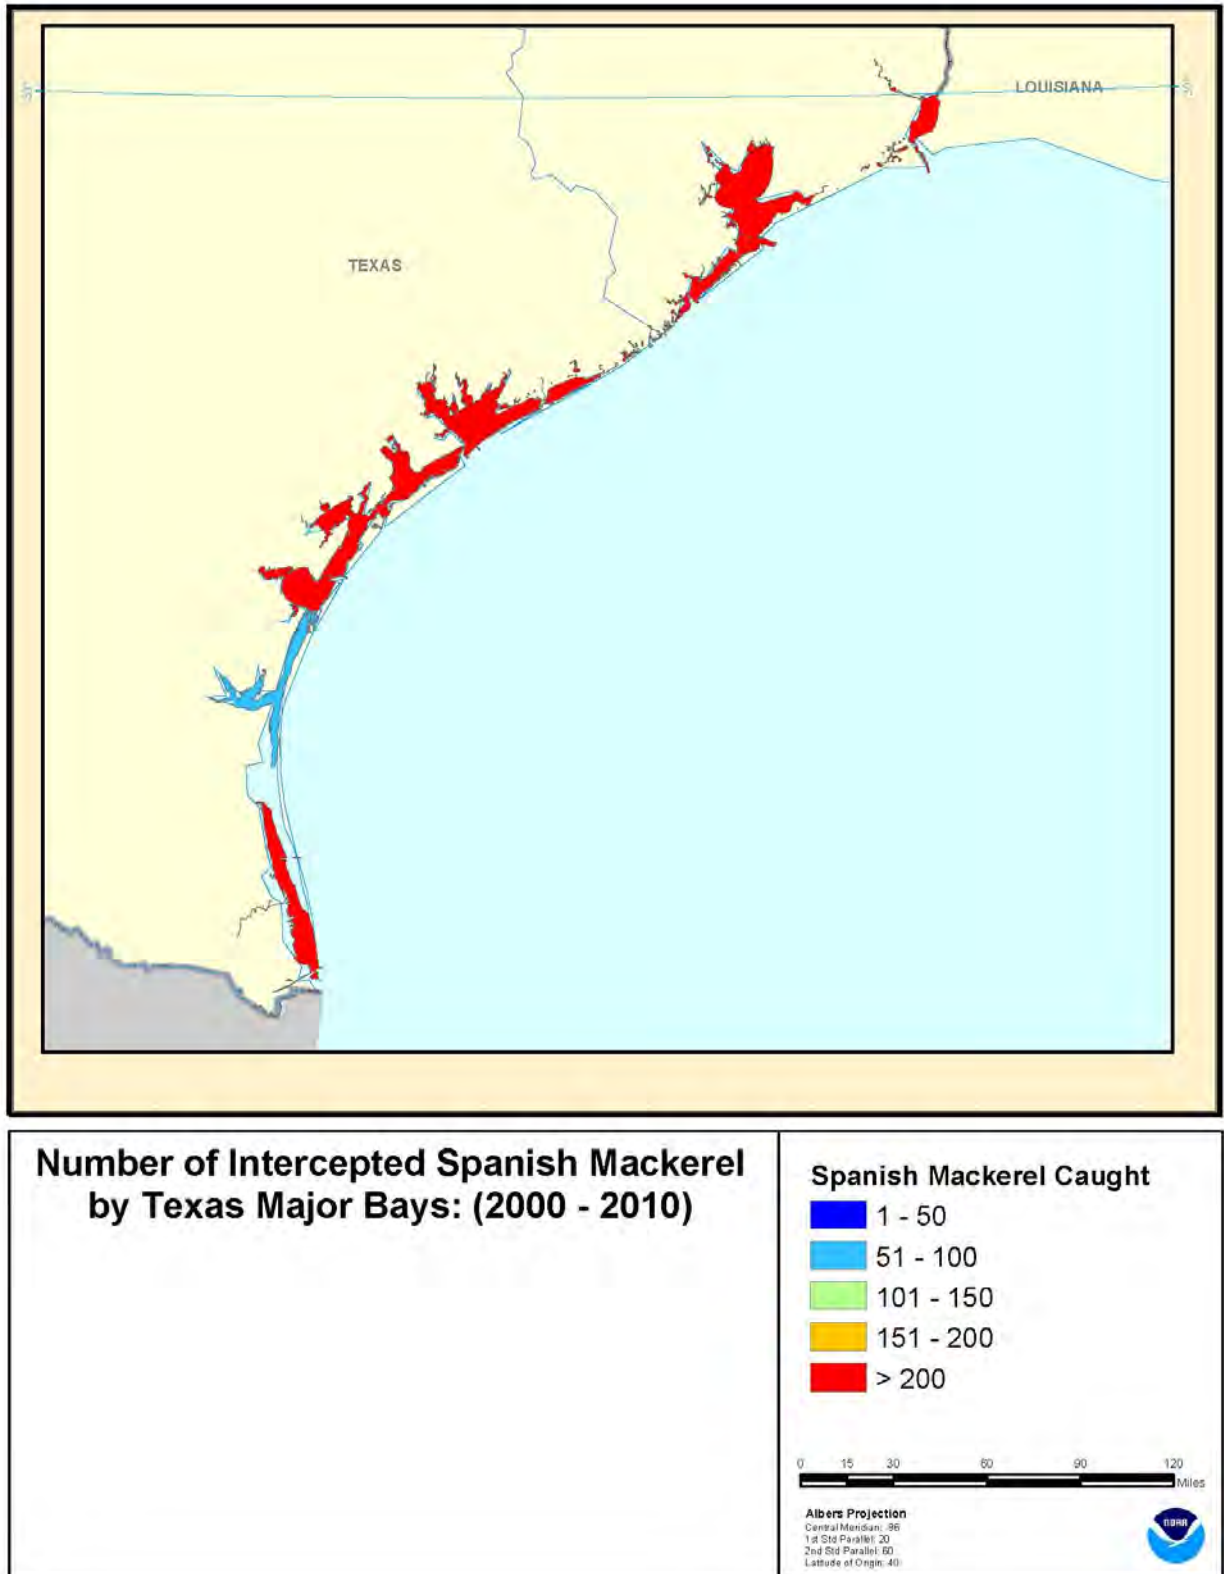 LOUISIANA
TEXAS
Number of Intercepted Spanish Mackerel
by Texas Major Bays: (2000 - 2010)
Spanish Mackerel Caught
1 - 50
51 - 100
101 - 150
151 - 200
> 200
0 15 30 60 90 120
Miles
Albers Projection
Central Meridian: -96
1st Std Parallel: 20
2nd Std Parallel: 60
Latitude of Origin: 40
NOAA